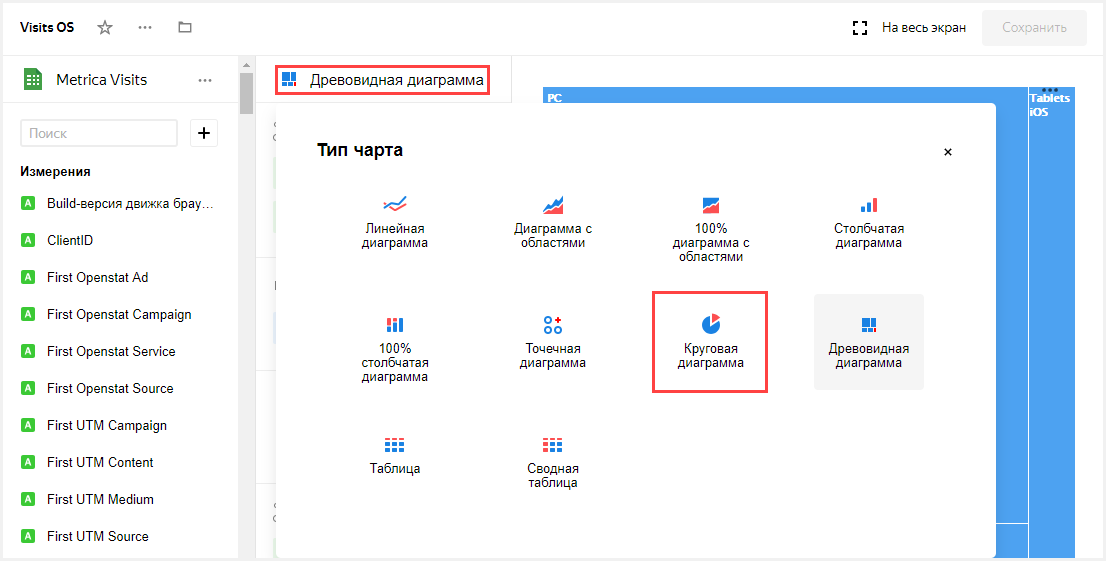 Visits OS
На весь экран
Сохранить
Metrica Visits
Древовидная диаграмма
Поиск
Измерения
Build-версия движка брау...
ClientID
First Openstat Ad
First Openstat Campaign
First Openstat Service
First Openstat Source
First UTM Campaign
First UTM Content
First UTM Medium
First UTM Source
PC
Tablets
iOS
Тип чарта
Линейная
диаграмма
Диаграмма с
областями
100%
диаграмма с
областями
Столбчатая
диаграмма
100%
столбчатая
диаграмма
Точечная
диаграмма
Круговая
диаграмма
Древовидная
диаграмма
Таблица
Сводная
таблица